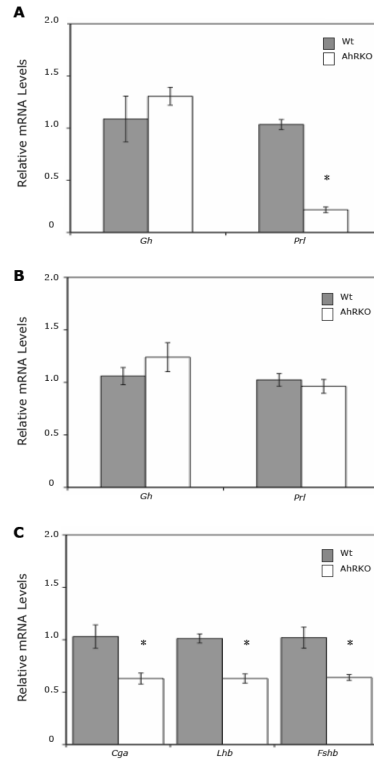 A
Relative mRNA Levels
2.0
1.5
1.0
0.5
0
Wt
AhRKO
*
Gh
Prl
B
Relative mRNA Levels
2.0
1.5
1.0
0.5
0
Wt
AhRKO
Gh
Prl
C
Relative mRNA Levels
2.0
1.5
1.0
0.5
0
Wt
AhRKO
* * *
Cga
Lhb
Fshb